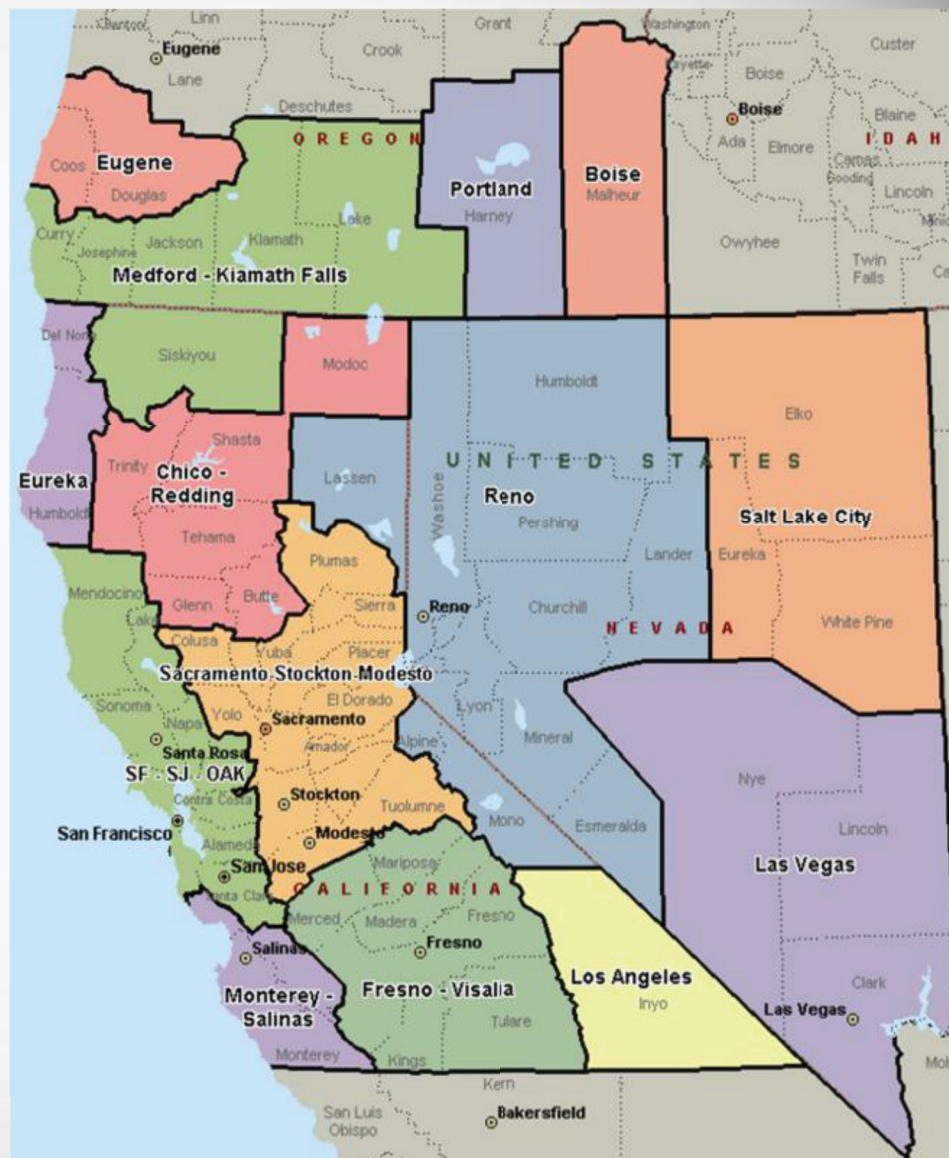 Linn
Grant
Washington
Benton
Eugene
Crook
Custer
Lane
Payette
Boise
Deschutes
Boise
Blaine
OREGON
IDAH
Coos
Eugene
Ada
Elmore
Camas
Portland
Boise
Gooding
Douglas
Malheur
Lincoln
Harney
Lake
Curry
Jackson
Klamath
Owyhee
Josephine
Twin
Falls
Medford - Kiamath Falls
Del Norte
Siskiyou
Modoc
Humboldt
Elko
Shasta
Trinity
Chico -
Redding
UNITED STATES
Eureka
Lassen
Washoe
Reno
Humboldt
Pershing
Salt Lake City
Tehama
Lander
Eureka
Plumas
Mendocino
Glenn
Butte
Sierra
Reno
Churchill
Lake
White Pine
NEVADA
Colusa
Yuba
Placer
Sacramento-Stockton-Modesto
El Dorado
Sonoma
Napa
Yolo
Lyon
Sacramento
Mineral
Santa Rosa
Amador
Alpine
SF - SJ - OAK
Nye
Contra Costa
Stockton
Tuolumne
San Francisco
Mono
Esmeralda
Lincoln
Alameda
Modesto
Las Vegas
San Jose
Mariposa
CALIFORNIA
Santa Clara
Merced
Madera
Fresno
Salinas
Fresno
Los Angeles
Clark
Monterey -
Salinas
Fresno - Visalia
Inyo
Las Vegas
Tulare
Monterey
Kings
Kern
San Luis
Obispo
Bakersfield